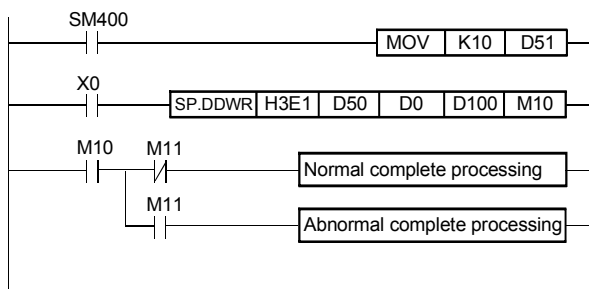 SM400
MOV K10 D51
X0
SP.DDWR H3E1 D50 D0 D100 M10
M10 M11
Normal complete processing
M11
Abnormal complete processing